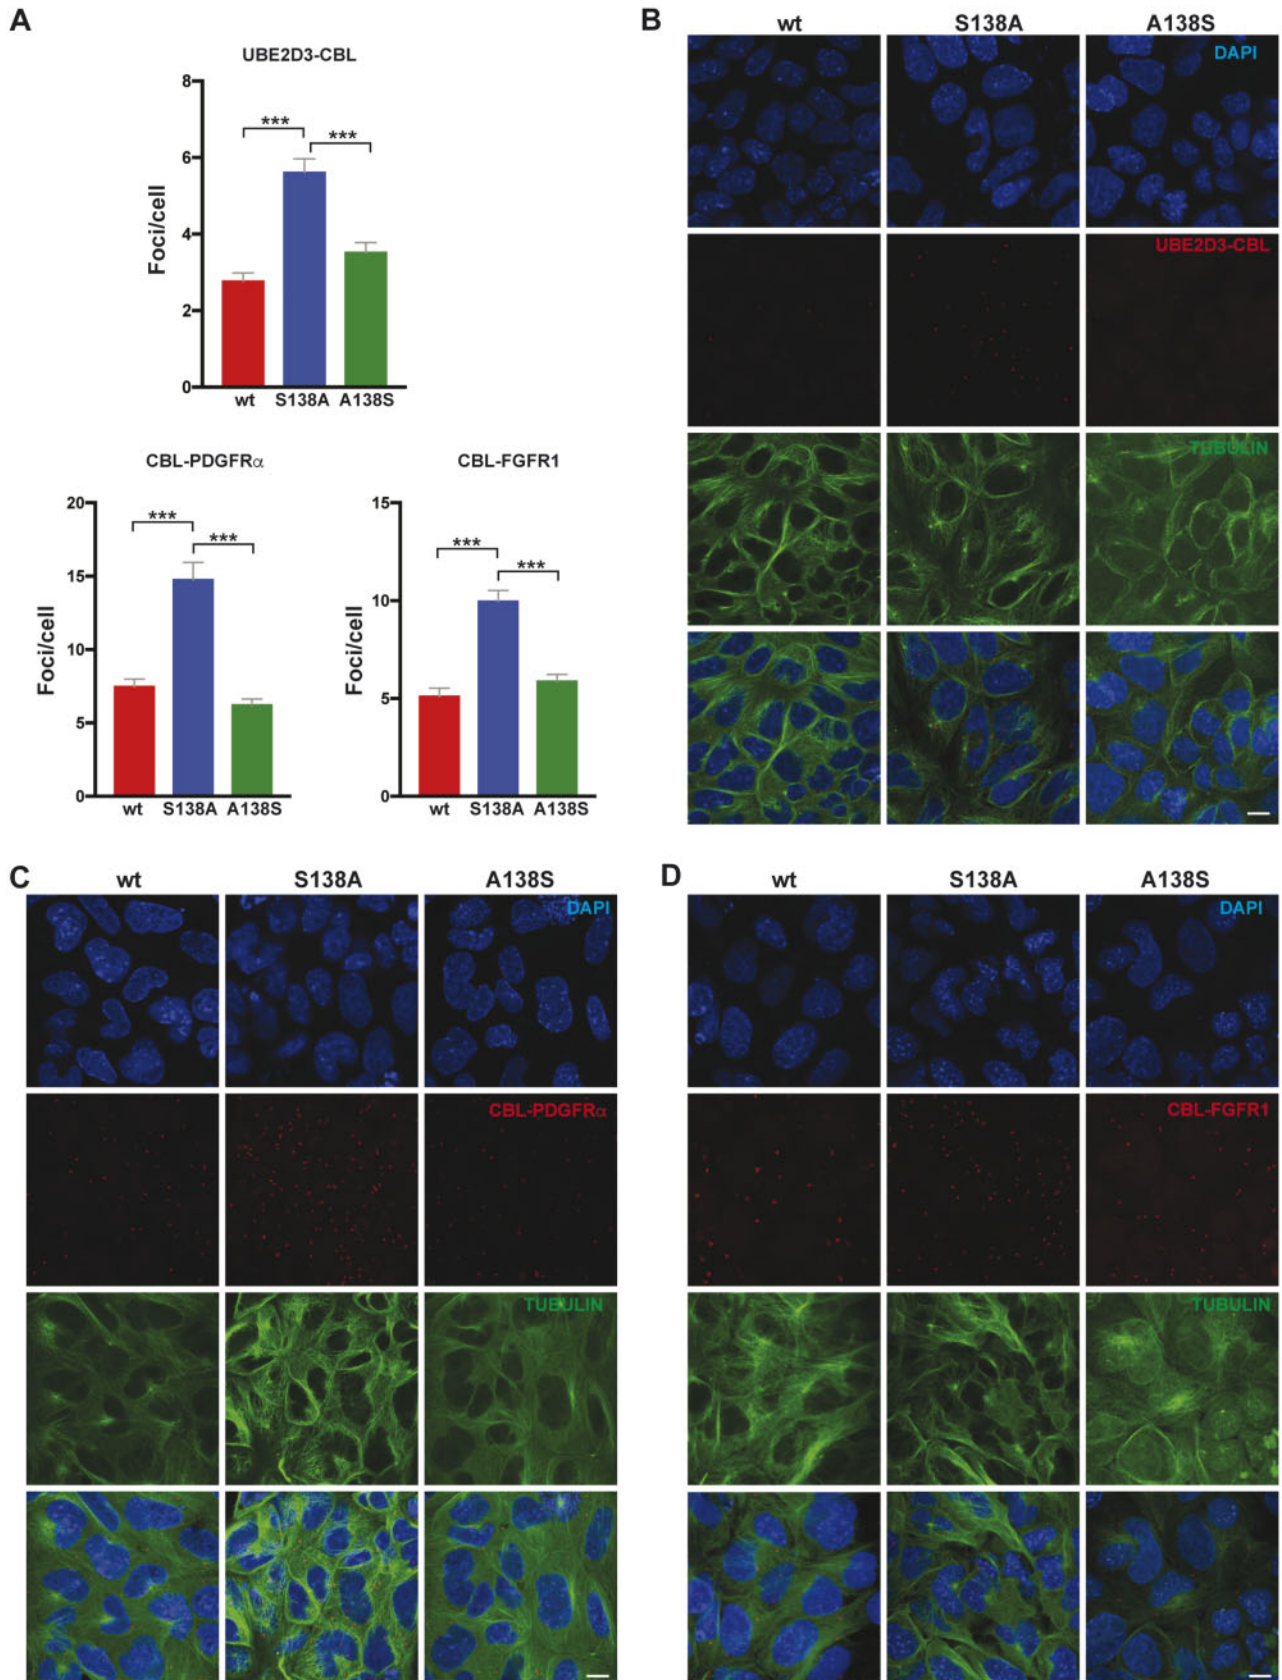 A
UBE2D3-CBL
8
6
4
2
0
Foci/cell
***
***
wt S138A A138S
CBL-PDGFRα
20
15
10
5
0
Foci/cell
***
***
wt S138A A138S
CBL-FGFR1
15
10
5
0
Foci/cell
***
***
wt S138A A138S
B
wt S138A A138S
DAPI
UBE2D3-CBL
TUBULIN
C
wt S138A A138S
DAPI
CBL-PDGFRα
TUBULIN
D
wt S138A A138S
DAPI
CBL-FGFR1
TUBULIN